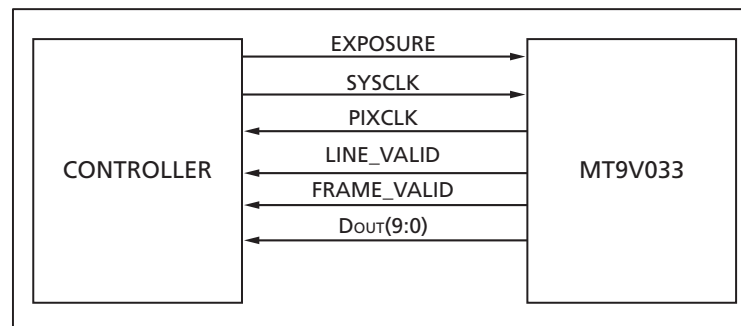 EXPOSURE
SYSCLK
PIXCLK
LINE_VALID
CONTROLLER
MT9V033
FRAME_VALID
DOUT(9:0)